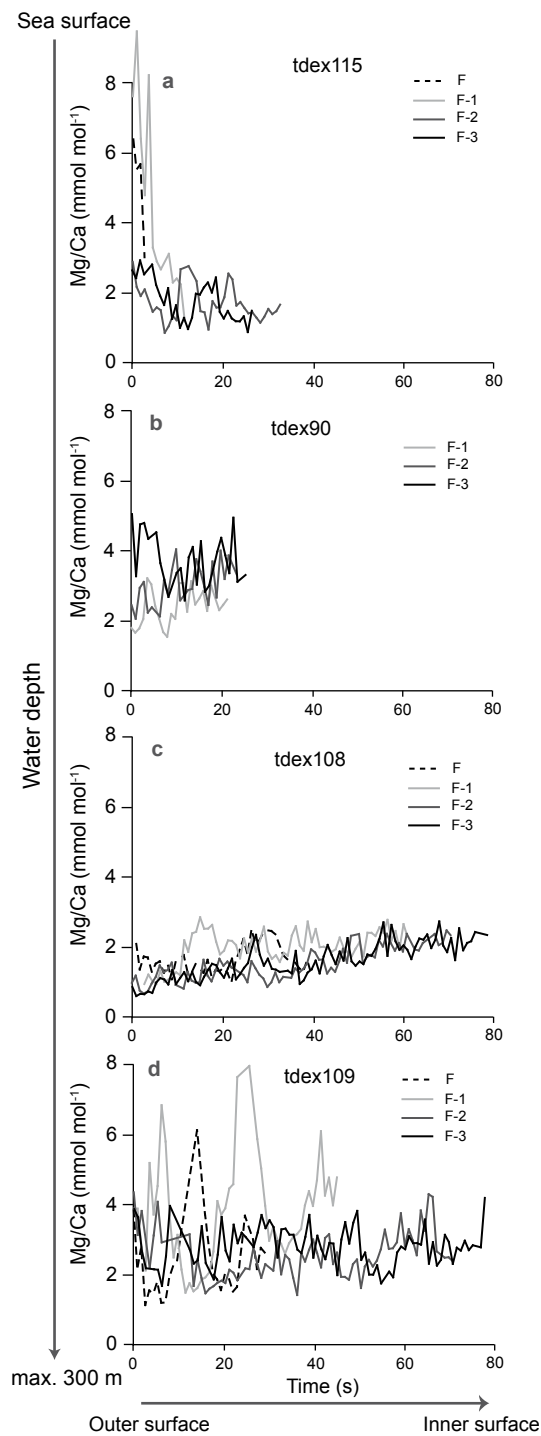 Sea surface
a
tdex115
F
F-1
F-2
F-3
8
6
4
2
0
Mg/Ca (mmol mol⁻¹)
0 20 40 60 80
b
tdex90
F-1
F-2
F-3
8
6
4
2
0
Mg/Ca (mmol mol⁻¹)
0 20 40 60 80
Water depth
c
tdex108
F
F-1
F-2
F-3
8
6
4
2
0
Mg/Ca (mmol mol⁻¹)
0 20 40 60 80
d
tdex109
F
F-1
F-2
F-3
8
6
4
2
0
Mg/Ca (mmol mol⁻¹)
0 20 40 60 80
max. 300 m
Time (s)
Outer surface Inner surface